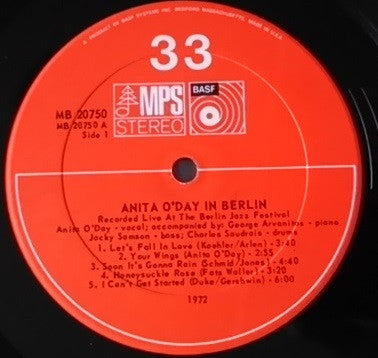 A PRODUCT OF BASF SYSTEMS INC. BEDFORD MASSACHUSETTS. MADE IN U.S.A.
33
MPS
STEREO
BASF
MB 20750
MB 20750 A
Side 1
ANITA O'DAY IN BERLIN
Recorded Live At The Berlin Jazz Festival
Anita O'Day - vocal; accompanied by: George Arvanitas - piano
Jacky Samson - bass; Charles Saudrais - drums
1. Let's Fall In Love (Koehler/Arlen) - 3:40
2. Your Wings (Anita O'Day) - 2:55
3. Soon It's Gonna Rain (Schmid/Jones) -
4. Honeysuckle Rose (Fats Waller) - 3:
5. I Can't Get Started (Duke/Gershwin) - 6:00
1972